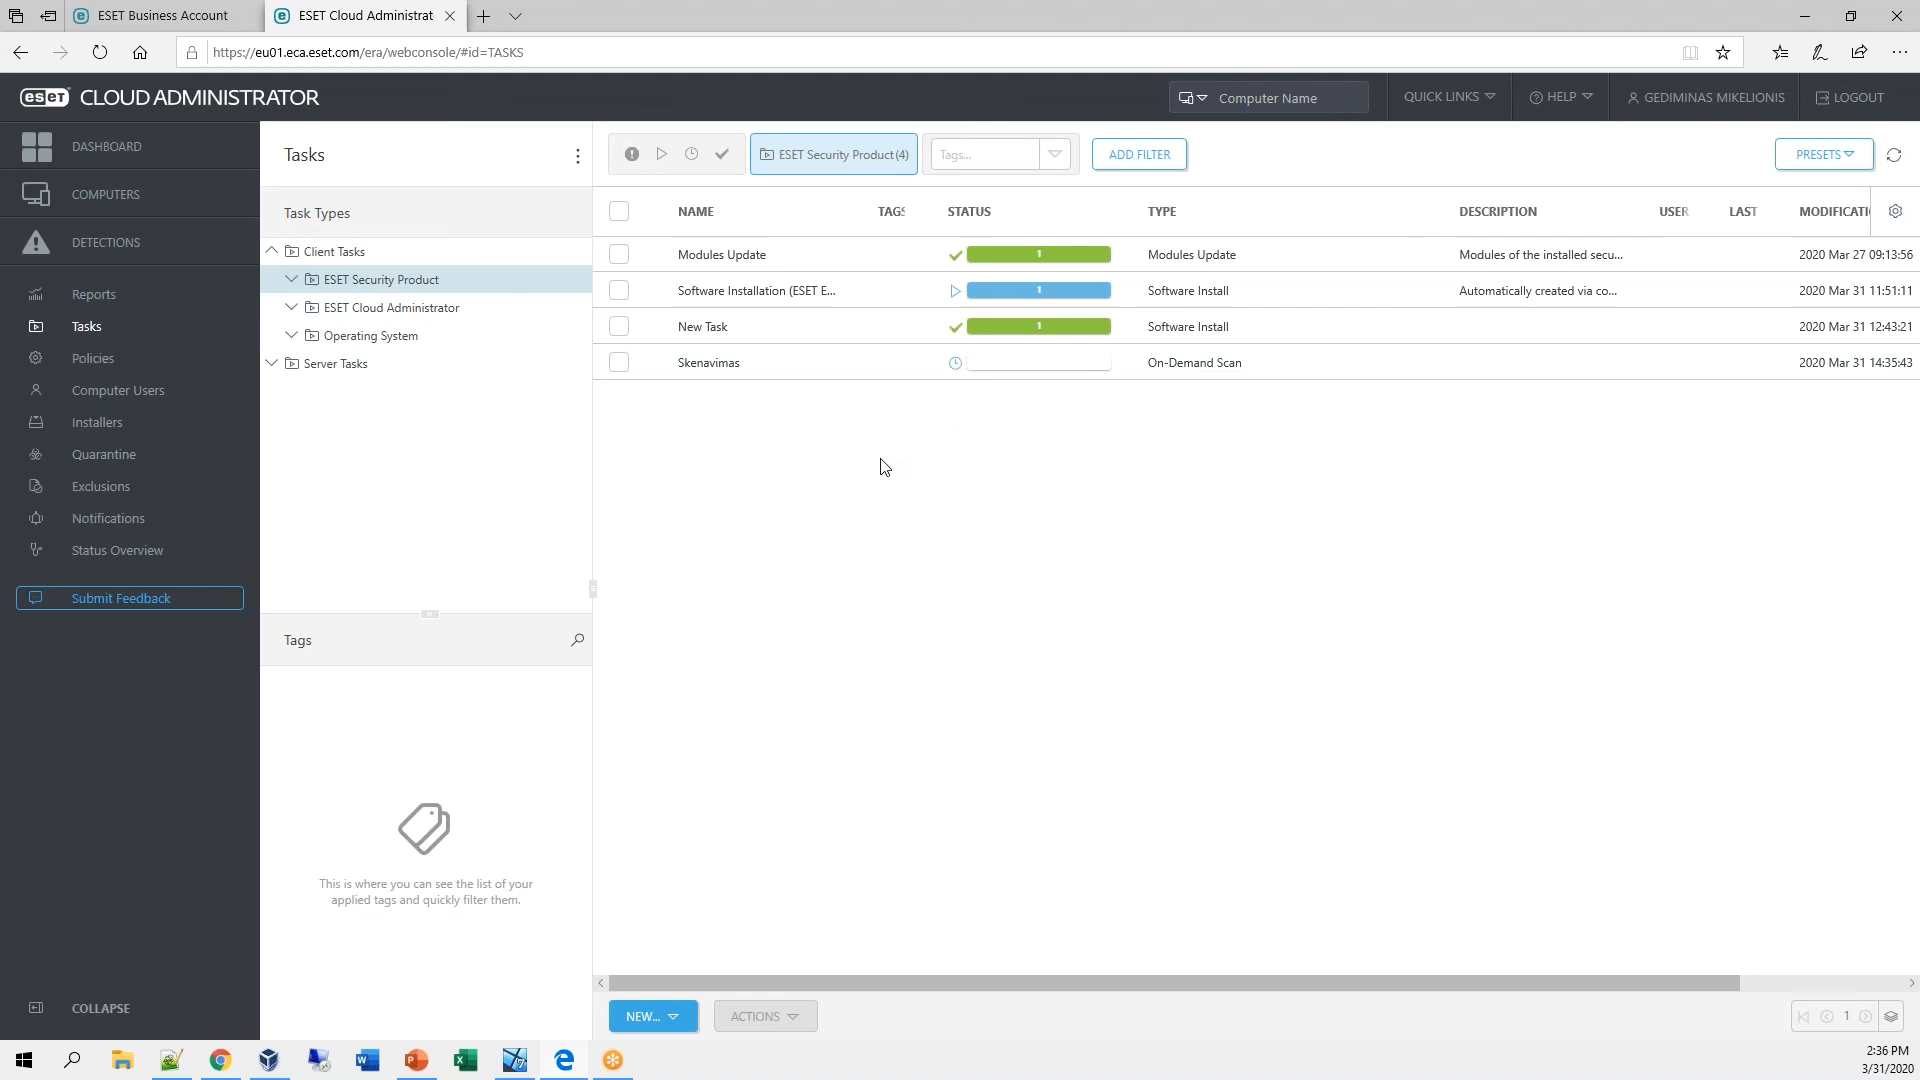 ESET Business Account
ESET Cloud Administrat
https://eu01.eca.eset.com/era/webconsole/#id=TASKS
eset CLOUD ADMINISTRATOR
Computer Name
QUICK LINKS
HELP
GEDIMINAS MIKELIONIS
LOGOUT
DASHBOARD
COMPUTERS
DETECTIONS
Reports
Tasks
Policies
Computer Users
Installers
Quarantine
Exclusions
Notifications
Status Overview
Submit Feedback
COLLAPSE
Tasks
Task Types
Client Tasks
ESET Security Product
ESET Cloud Administrator
Operating System
Server Tasks
Tags
This is where you can see the list of your
applied tags and quickly filter them.
ESET Security Product (4)
Tags...
ADD FILTER
PRESETS
NAME TAGS STATUS TYPE DESCRIPTION USER LAST MODIFICATI
Modules Update 1 Modules Update Modules of the installed secu... 2020 Mar 27 09:13:56
Software Installation (ESET E... 1 Software Install Automatically created via co... 2020 Mar 31 11:51:11
New Task 1 Software Install 2020 Mar 31 12:43:21
Skenavimas On-Demand Scan 2020 Mar 31 14:35:43
NEW...
ACTIONS
1
2:36 PM
3/31/2020